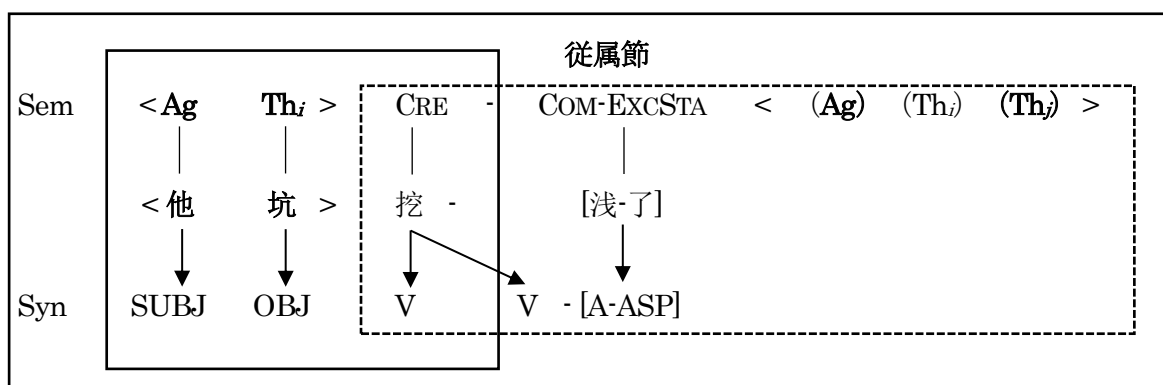 従属節
Sem <Ag Thᵢ> CRE - COM-EXCSTA < (Ag) (Thᵢ) (Thⱼ) >
<他 坑> 挖 - [浅-了]
Syn SUBJ OBJ V V -[A-ASP]